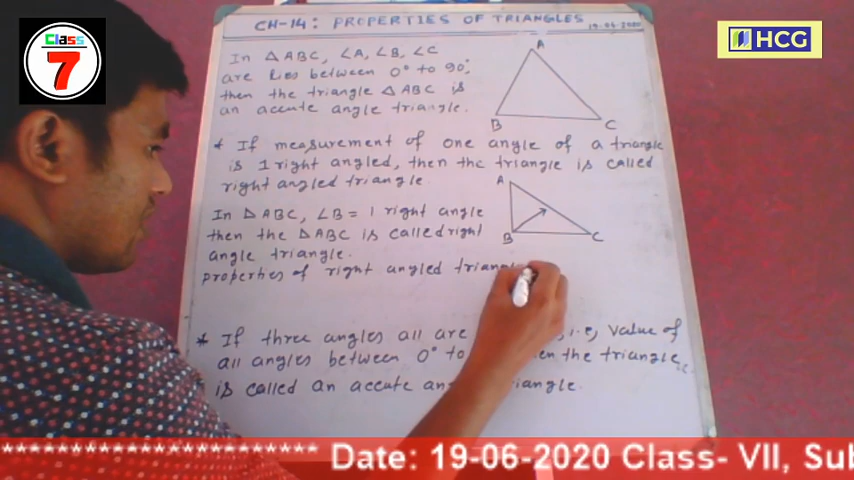 Class
7
HCG
CH-14: PROPERTIES OF TRIANGLES
19-06-2020
In △ ABC, ∠A, ∠B, ∠C
are lies between 0° to 90°,
then the triangle △ ABC is
an accute angle triangle.
A
B
C
* If measurement of one angle of a triangle
is 1 right angled, then the triangle is called
right angled triangle.
A
B
C
In △ ABC, ∠B = 1 right angle
then the △ABC is called right
angle triangle.
properties of right angled triangle
* If three angles all are i.e, value of
all angles between 0° to then the triangle
is called an accute triangle.
******************** Date: 19-06-2020 Class- VII, Sub